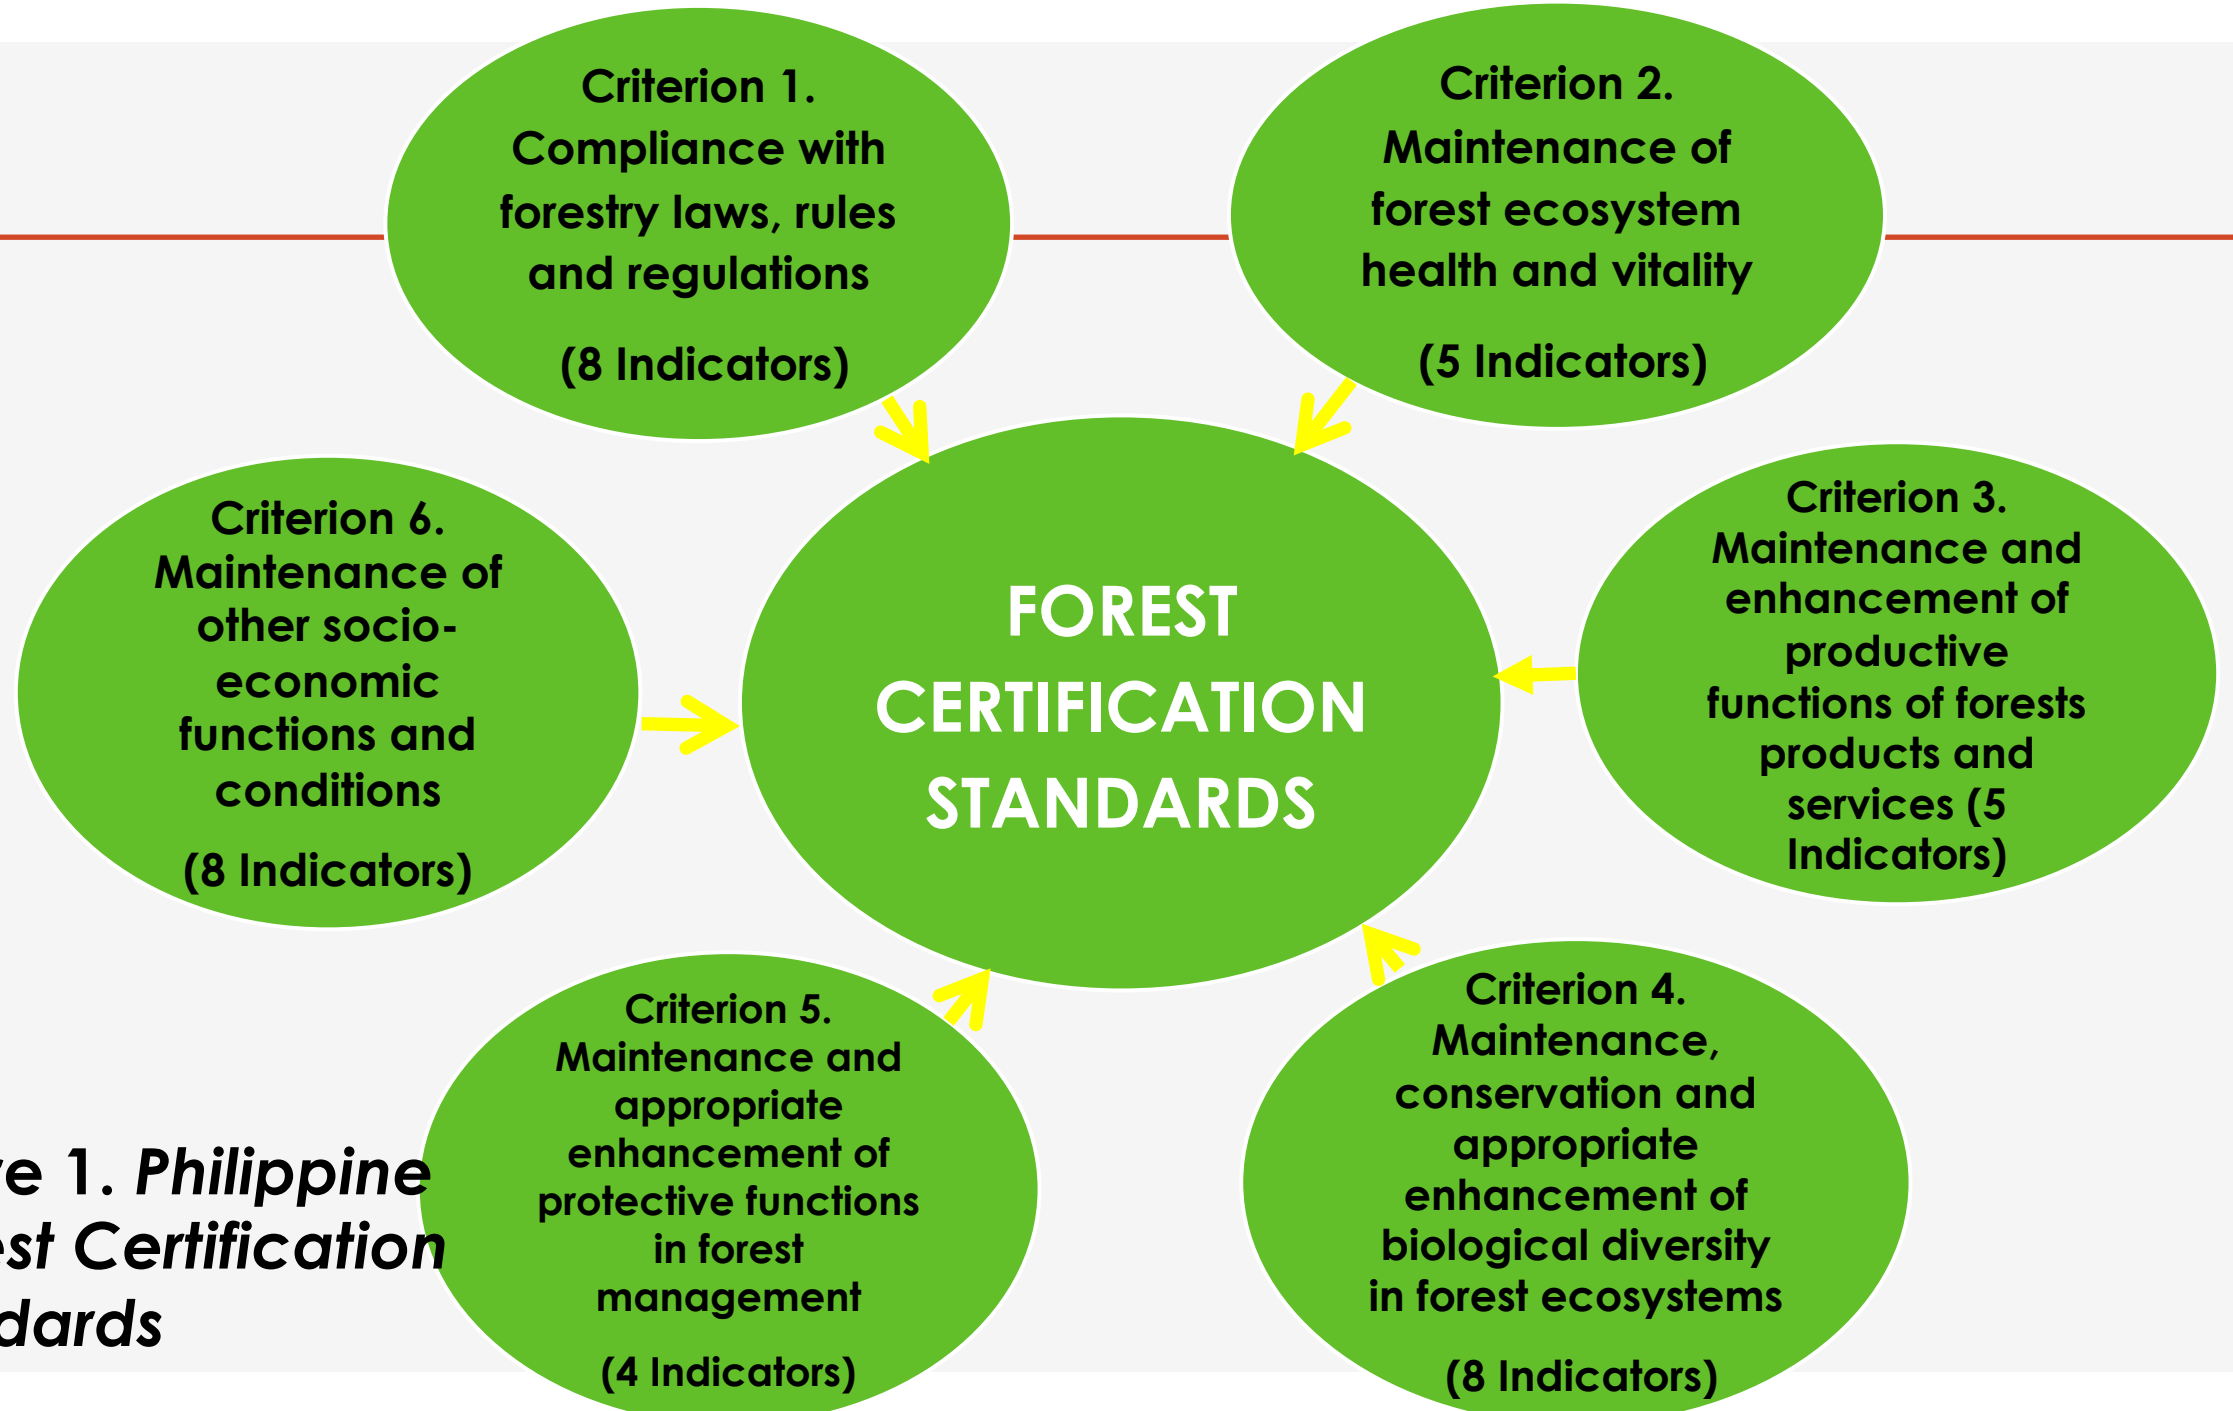 Criterion 1.
Compliance with
forestry laws, rules
and regulations
(8 Indicators)
Criterion 2.
Maintenance of
forest ecosystem
health and vitality
(5 Indicators)
Criterion 3.
Maintenance and
enhancement of
productive
functions of forests
products and
services (5
Indicators)
Criterion 4.
Maintenance,
conservation and
appropriate
enhancement of
biological diversity
in forest ecosystems
(8 Indicators)
Criterion 5.
Maintenance and
appropriate
enhancement of
protective functions
in forest
management
(4 Indicators)
Criterion 6.
Maintenance of
other socio-
economic
functions and
conditions
(8 Indicators)
FOREST
CERTIFICATION
STANDARDS
1. Philippine
Certification